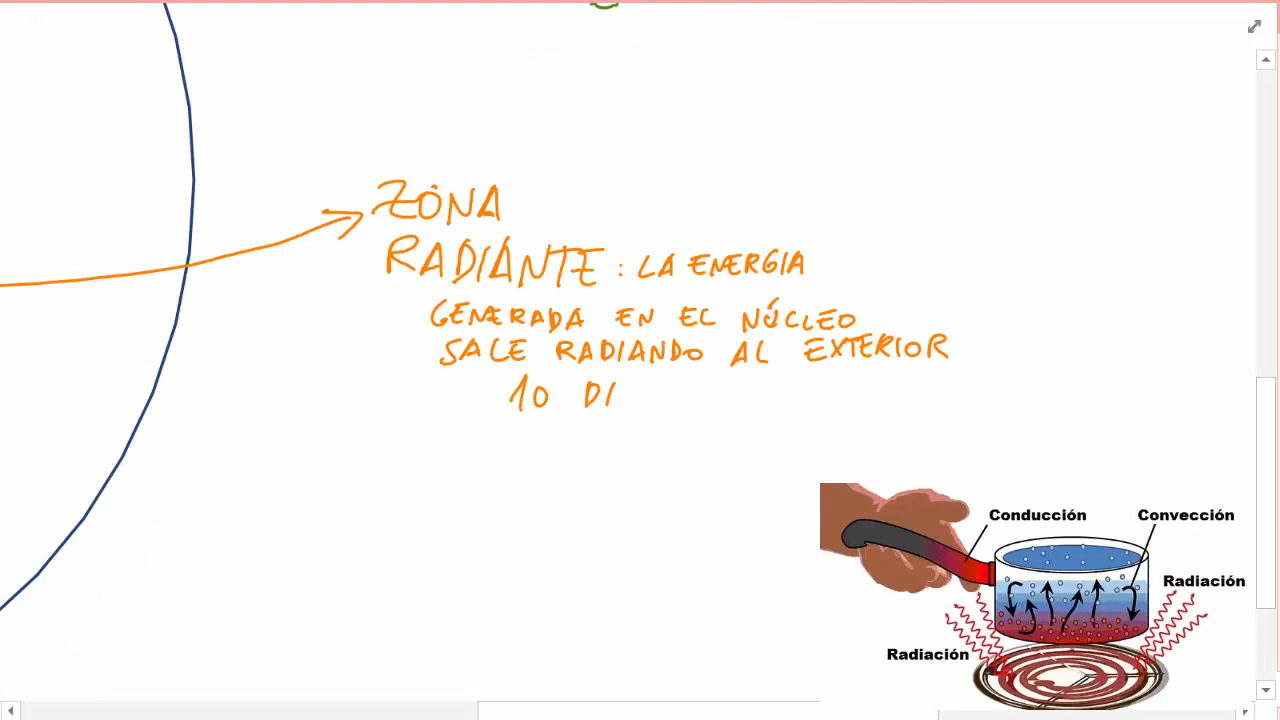 ZONA
RADIANTE : LA ENERGIA
GENERADA EN EL NÚCLEO
SALE RADIANDO AL EXTERIOR
10 DI
Conducción
Convección
Radiación
Radiación